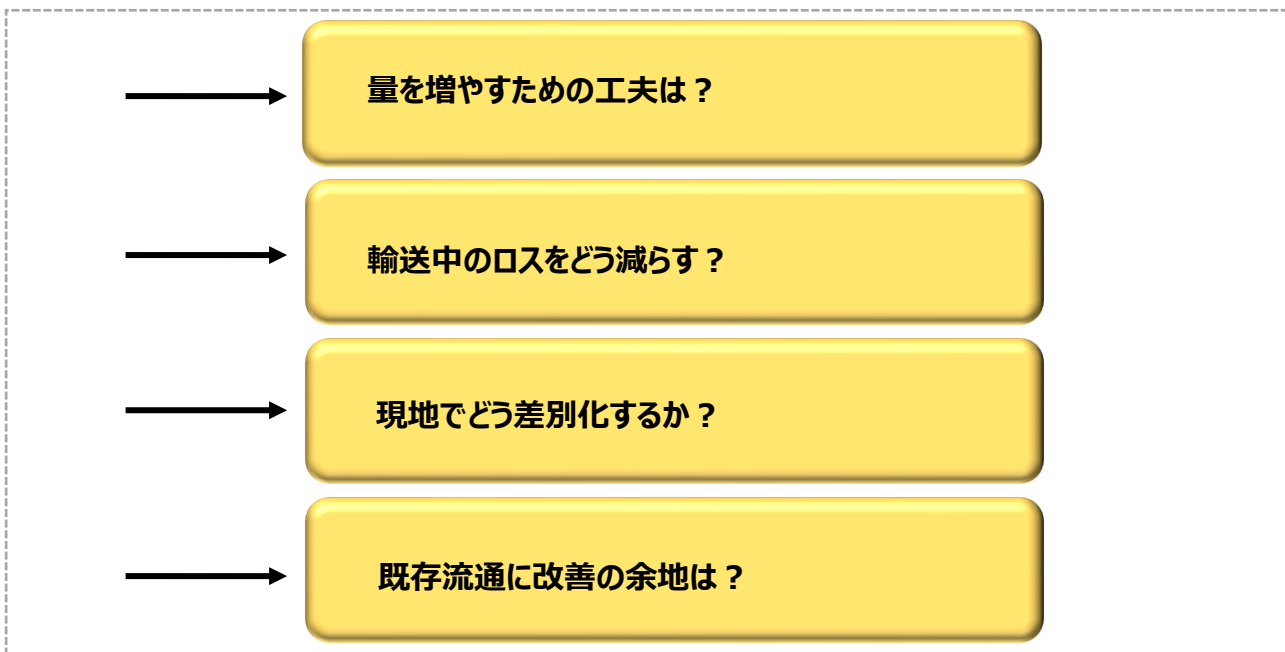 量を増やすための工夫は？
輸送中のロスをどう減らす？
現地でどう差別化するか？
既存流通に改善の余地は？